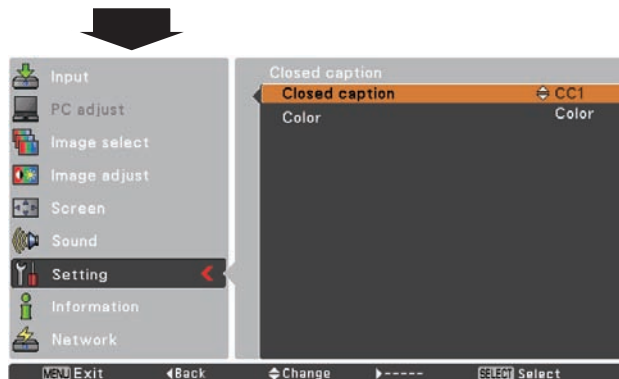 Input
PC adjust
Image select
Image adjust
Screen
Sound
Setting
Information
Network
Closed caption
Closed caption CC1
Color Color
MENU Exit ◀Back ⬍Change ▶----- SELECT Select